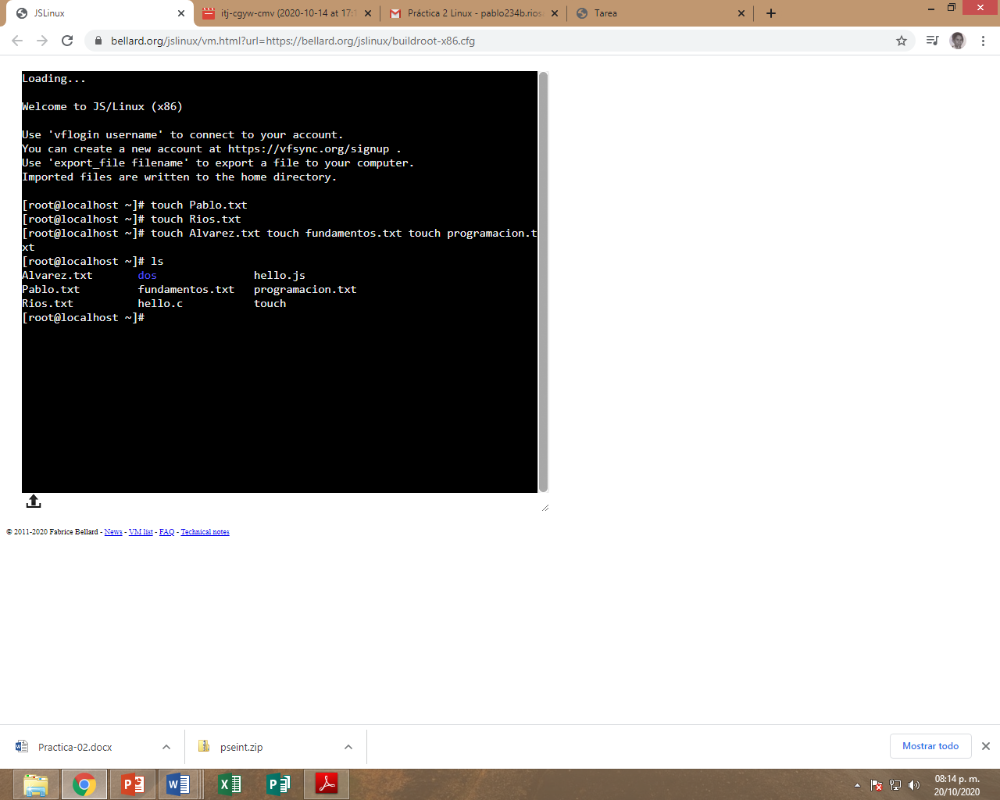 JSLinux
itj-cgyw-cmv (2020-10-14 at 17:1
Práctica 2 Linux - pablo234b.rios
Tarea
bellard.org/jslinux/vm.html?url=https://bellard.org/jslinux/buildroot-x86.cfg
Loading...
Welcome to JS/Linux (x86)
Use 'vflogin username' to connect to your account.
You can create a new account at https://vfsync.org/signup .
Use 'export_file filename' to export a file to your computer.
Imported files are written to the home directory.
[root@localhost ~]# touch Pablo.txt
[root@localhost ~]# touch Rios.txt
[root@localhost ~]# touch Alvarez.txt touch fundamentos.txt touch programacion.t
xt
[root@localhost ~]# ls
Alvarez.txt dos hello.js
Pablo.txt fundamentos.txt programacion.txt
Rios.txt hello.c touch
[root@localhost ~]#
© 2011-2020 Fabrice Bellard - News - VM list - FAQ - Technical notes
Practica-02.docx
pseint.zip
Mostrar todo
08:14 p. m.
20/10/2020